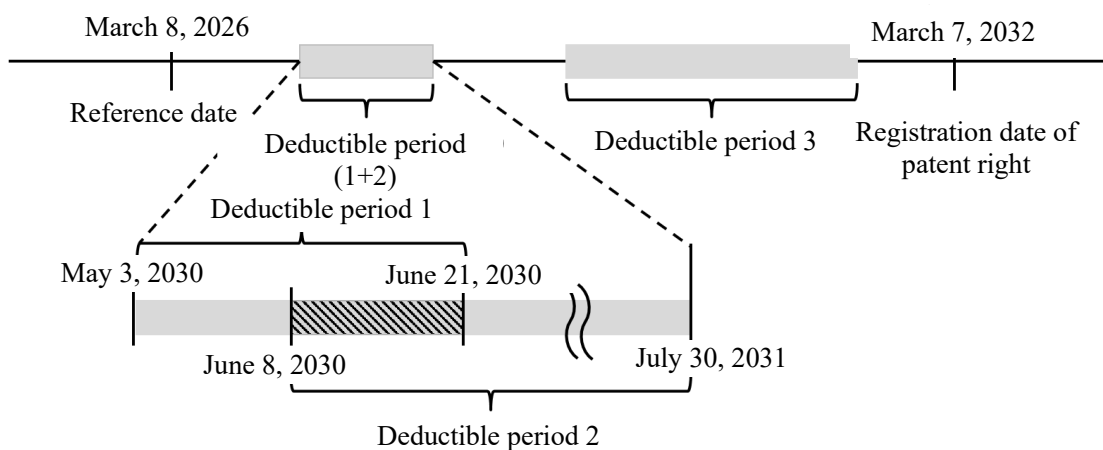 March 8, 2026
March 7, 2032
Reference date
Deductible period
(1+2)
Deductible period 3
Registration date of
patent right
Deductible period 1
May 3, 2030
June 21, 2030
June 8, 2030
July 30, 2031
Deductible period 2